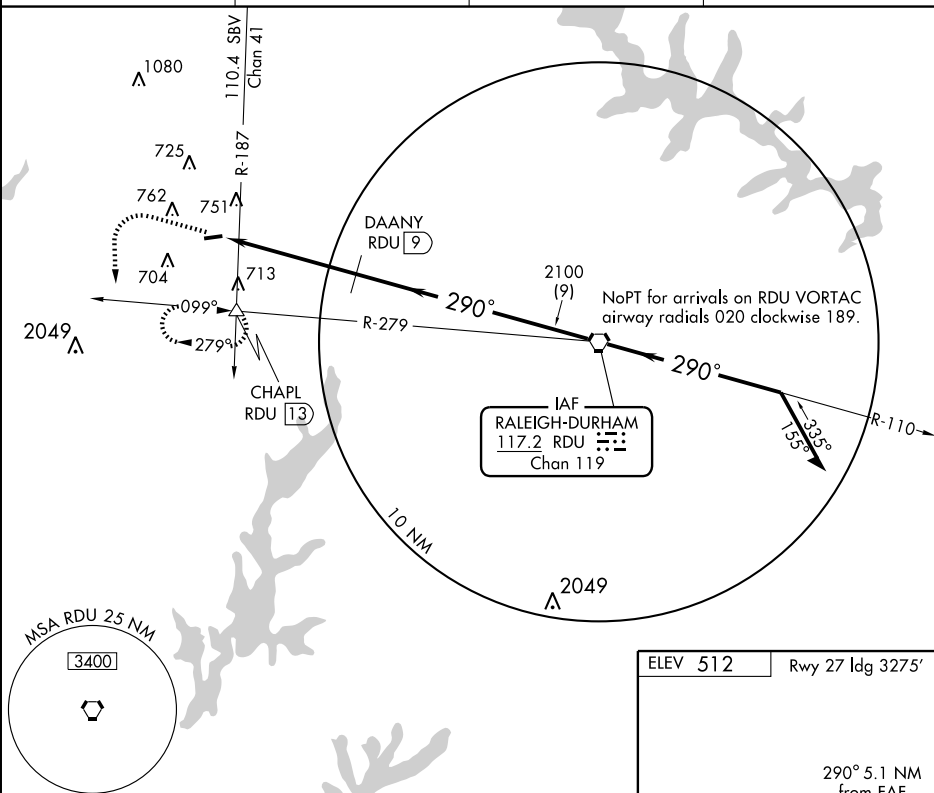 110.4 SBV
Chan 41
R-187
1080
725
762
751
704
713
2049
DAANY
RDU 9
2100
(9)
290°
NoPT for arrivals on RDU VORTAC
airway radials 020 clockwise 189.
099°
R-279
279°
290°
CHAPL
RDU 13
IAF
RALEIGH-DURHAM
117.2 RDU
Chan 119
335°
155°
R-110
10 NM
2049
MSA RDU 25 NM
3400
ELEV 512
Rwy 27 ldg 3275'
290° 5.1 NM
from FAF